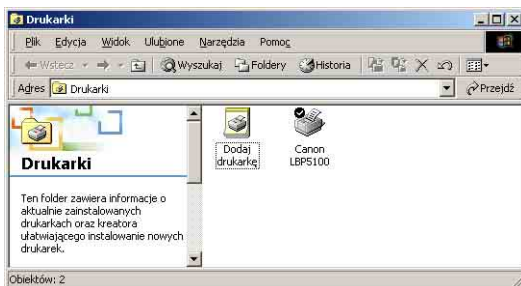 Drukarki
Plik Edycja Widok Ulubione Narzędzia Pomoc
Wstecz Wyszukaj Foldery Historia
Adres Drukarki Przejdź
Drukarki
Ten folder zawiera informacje o
aktualnie zainstalowanych
drukarkach oraz kreatora
ułatwiającego instalowanie nowych
drukarek.
Dodaj
drukarkę
Canon
LBP5100
Obiektów: 2